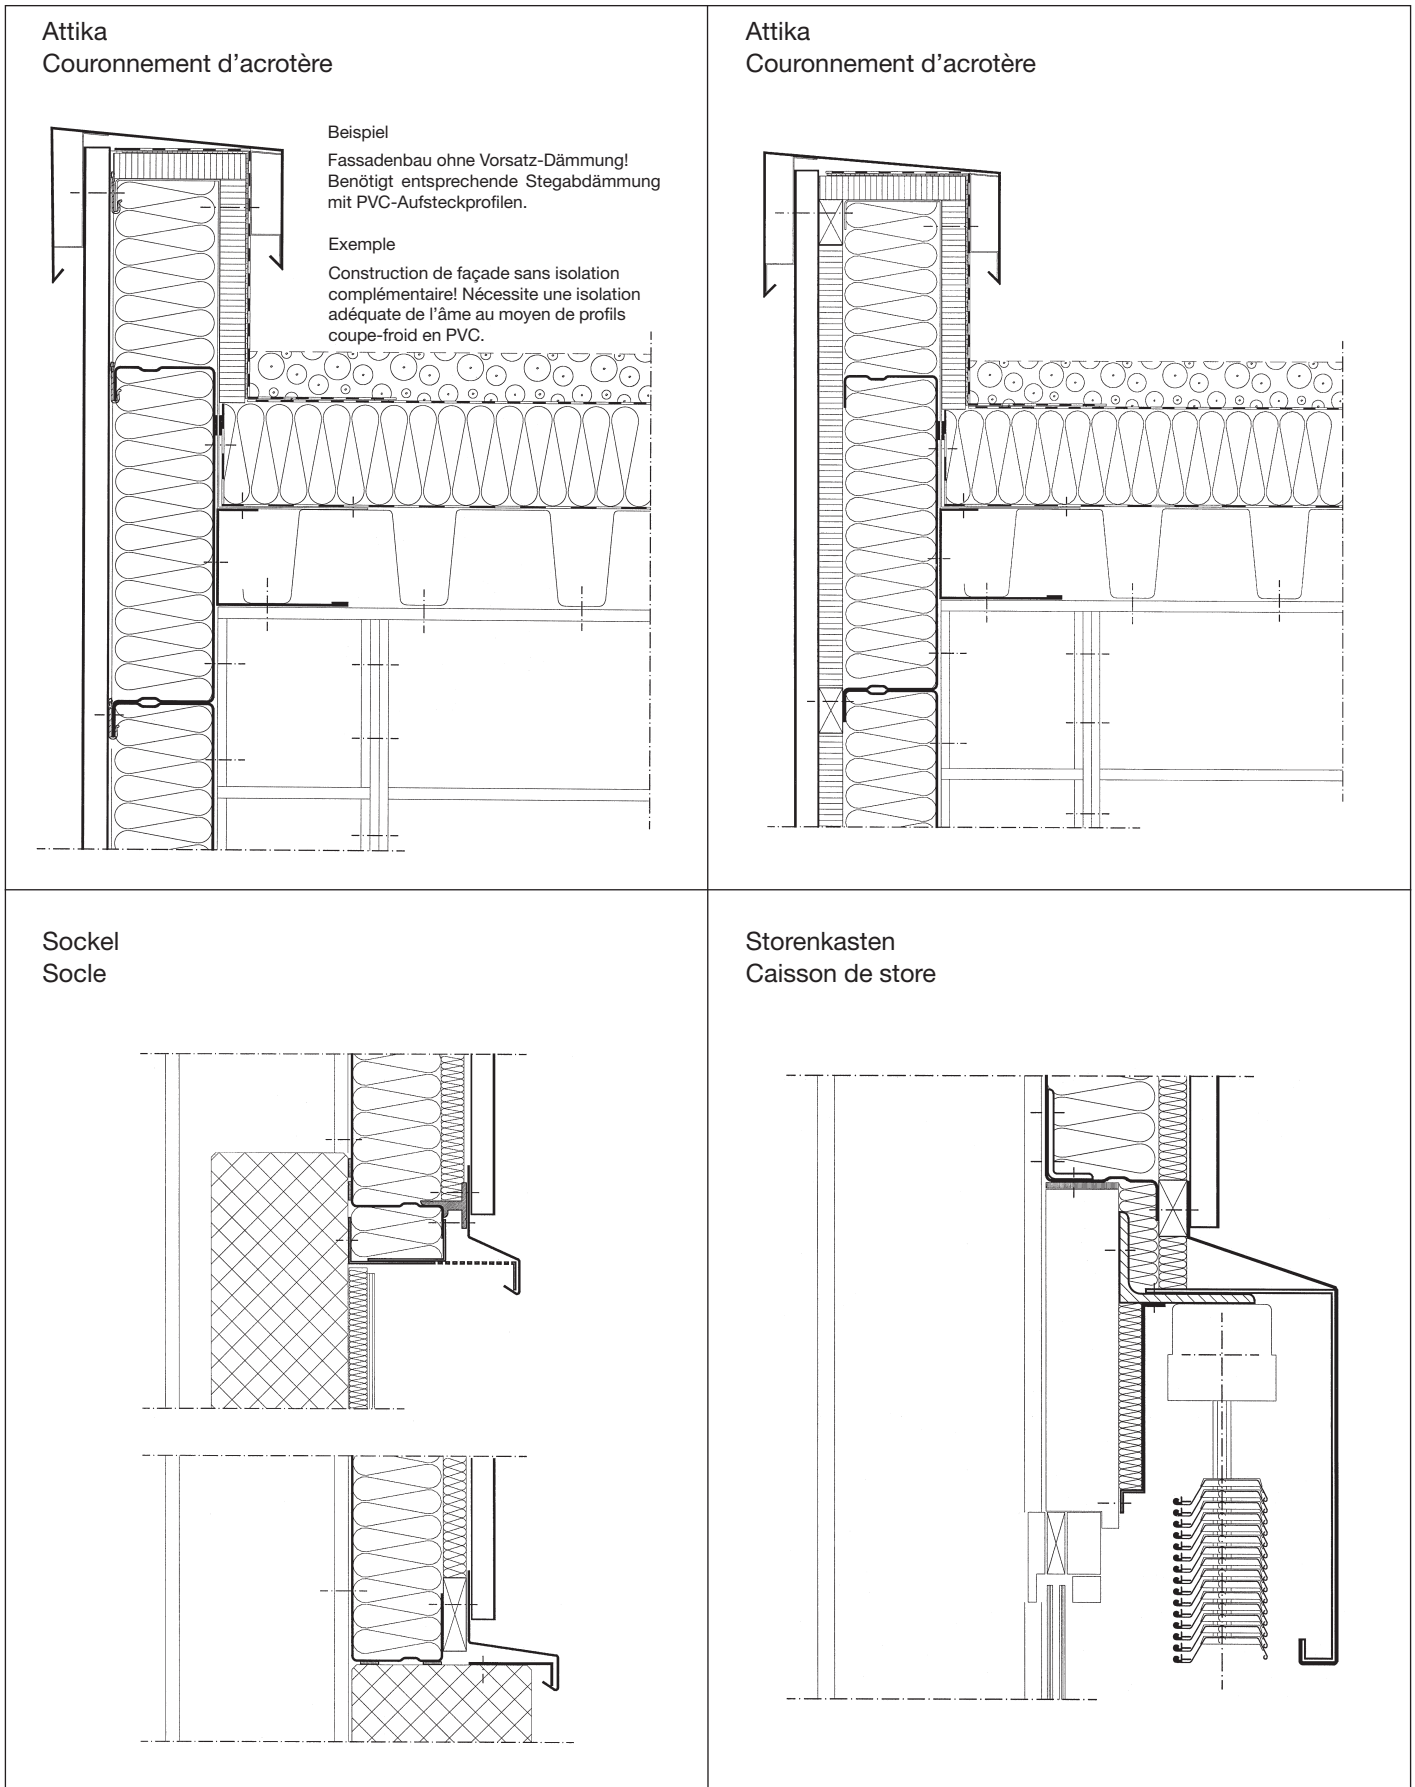 Attika
Couronnement d’acrotère
Beispiel
Fassadenbau ohne Vorsatz-Dämmung!
Benötigt entsprechende Stegabdämmung
mit PVC-Aufsteckprofilen.
Exemple
Construction de façade sans isolation
complémentaire! Nécessite une isolation
adéquate de l’âme au moyen de profils
coupe-froid en PVC.
Attika
Couronnement d’acrotère
Sockel
Socle
Storenkasten
Caisson de store